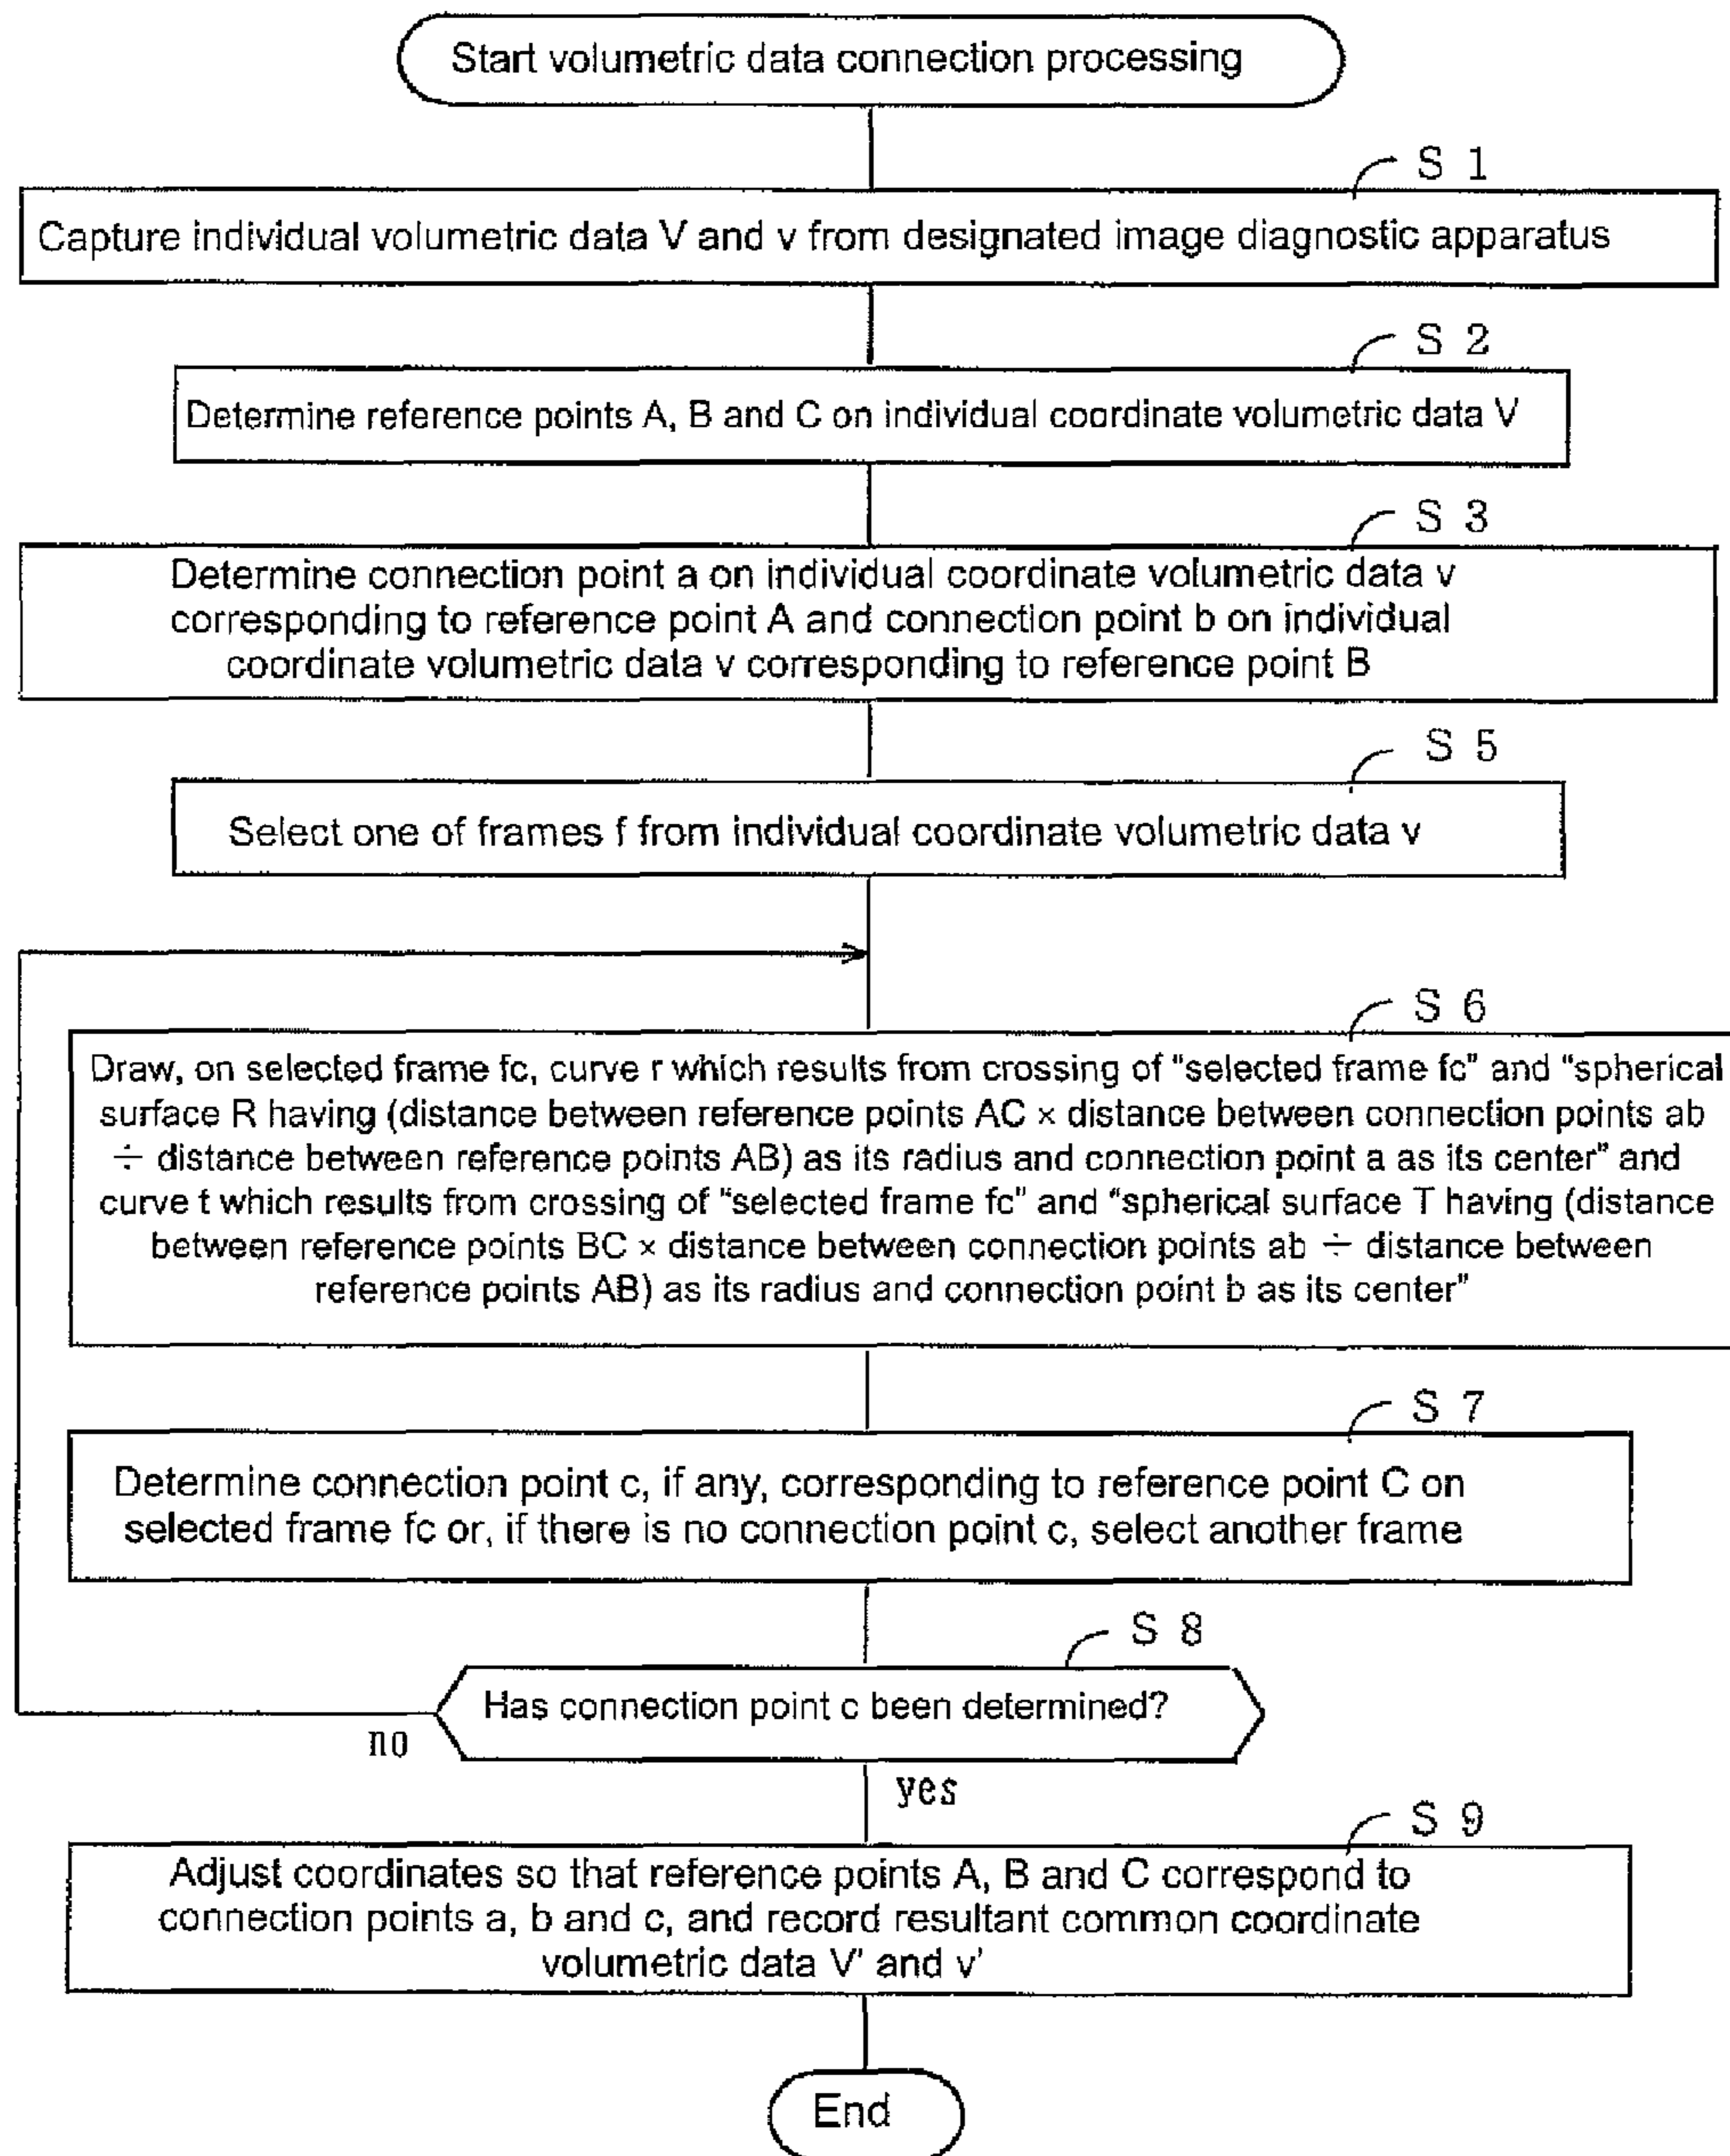 Start volumetric data connection processing
S 1
Capture individual volumetric data V and v from designated image diagnostic apparatus
S 2
Determine reference points A, B and C on individual coordinate volumetric data V
S 3
Determine connection point a on individual coordinate volumetric data v
corresponding to reference point A and connection point b on individual
coordinate volumetric data v corresponding to reference point B
S 5
Select one of frames f from individual coordinate volumetric data v
S 6
Draw, on selected frame fc, curve r which results from crossing of "selected frame fc" and "spherical
surface R having (distance between reference points AC × distance between connection points ab
÷ distance between reference points AB) as its radius and connection point a as its center" and
curve t which results from crossing of "selected frame fc" and "spherical surface T having (distance
between reference points BC × distance between connection points ab ÷ distance between
reference points AB) as its radius and connection point b as its center"
S 7
Determine connection point c, if any, corresponding to reference point C on
selected frame fc or, if there is no connection point c, select another frame
S 8
Has connection point c been determined?
no
yes
S 9
Adjust coordinates so that reference points A, B and C correspond to
connection points a, b and c, and record resultant common coordinate
volumetric data V' and v'
End